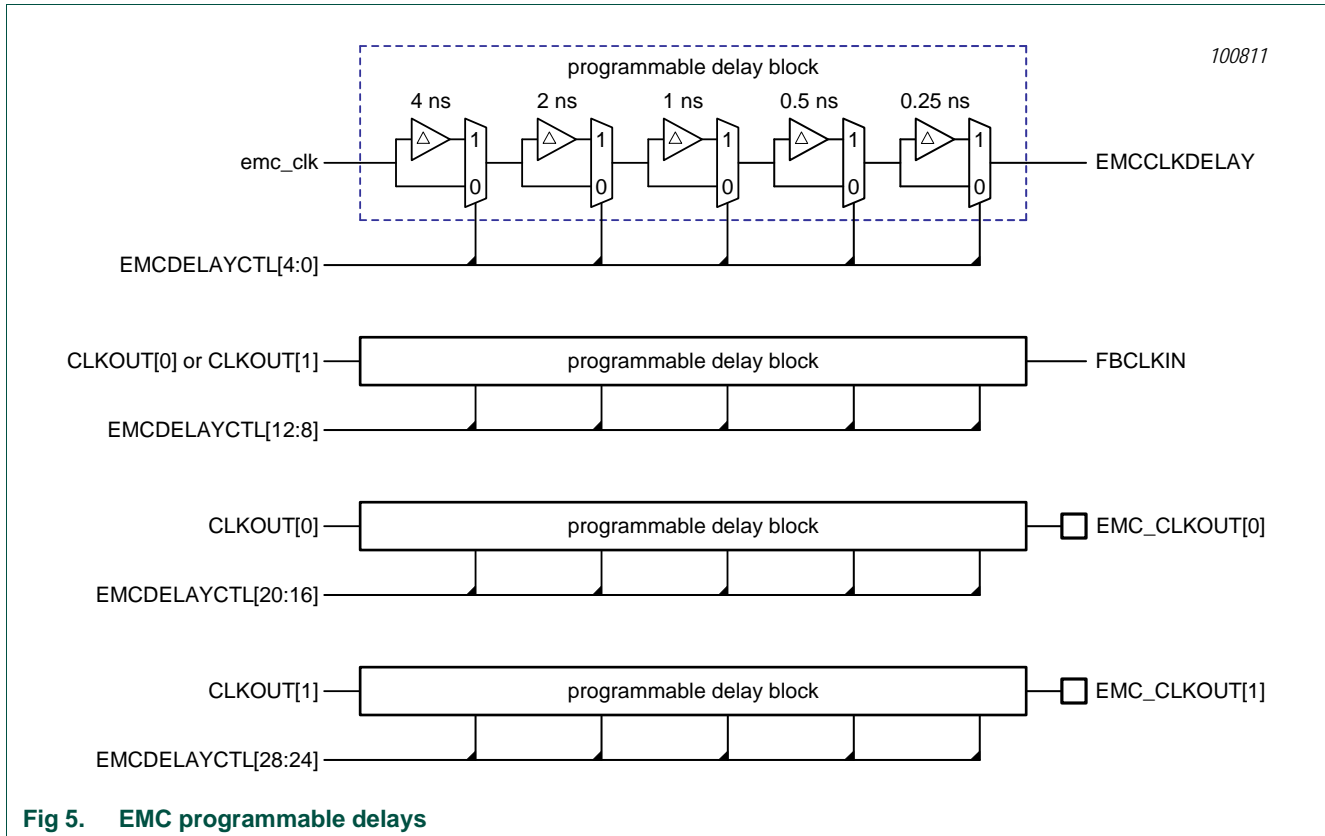 100811
programmable delay block
4 ns 2 ns 1 ns 0.5 ns 0.25 ns
1 1 1 1 1
emc_clk EMCCLKDELAY
0 0 0 0 0
EMCDELAYCTL[4:0]
CLKOUT[0] or CLKOUT[1] programmable delay block FBCLKIN
EMCDELAYCTL[12:8]
CLKOUT[0] programmable delay block EMC_CLKOUT[0]
EMCDELAYCTL[20:16]
CLKOUT[1] programmable delay block EMC_CLKOUT[1]
EMCDELAYCTL[28:24]
Fig 5. EMC programmable delays